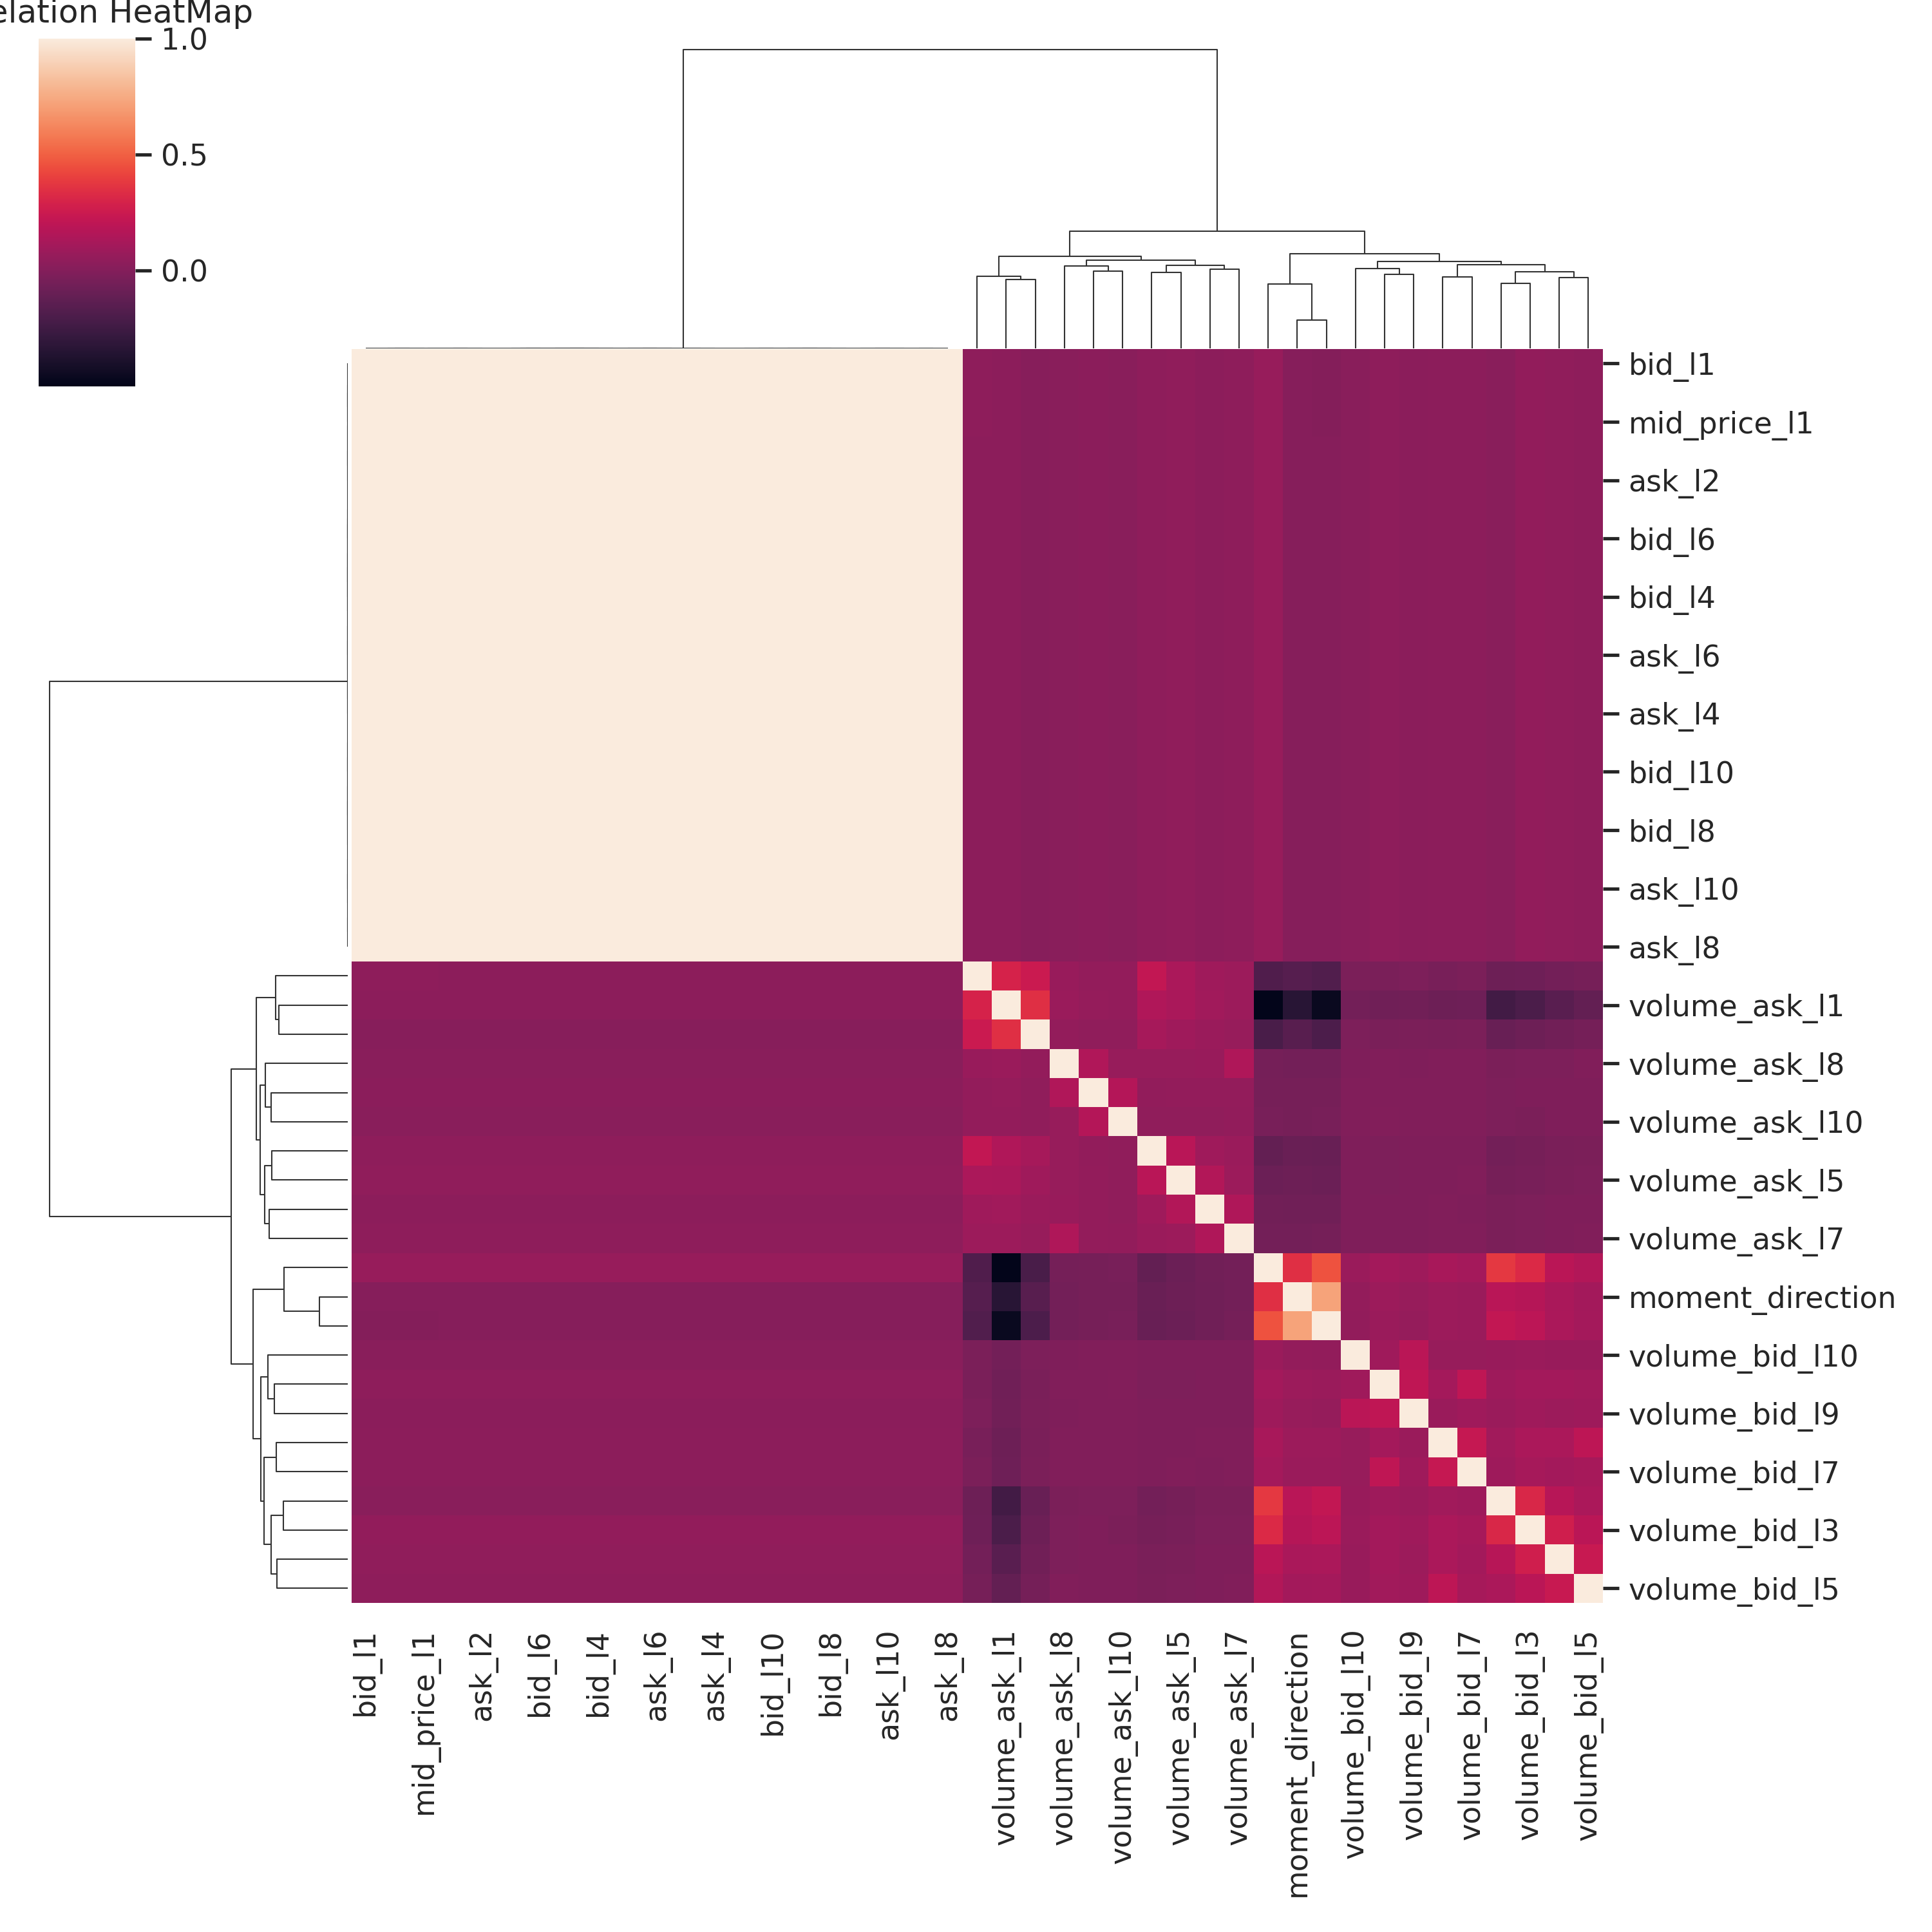 elation HeatMap
1.0
0.5
0.0
bid_l1
mid_price_l1
ask_l2
bid_l6
bid_l4
ask_l6
ask_l4
bid_l10
bid_l8
ask_l10
ask_l8
volume_ask_l1
volume_ask_l8
volume_ask_l10
volume_ask_l5
volume_ask_l7
moment_direction
volume_bid_l10
volume_bid_l9
volume_bid_l7
volume_bid_l3
volume_bid_l5
bid_l1
mid_price_l1
ask_l2
bid_l6
bid_l4
ask_l6
ask_l4
bid_l10
bid_l8
ask_l10
ask_l8
volume_ask_l1
volume_ask_l8
volume_ask_l10
volume_ask_l5
volume_ask_l7
moment_direction
volume_bid_l10
volume_bid_l9
volume_bid_l7
volume_bid_l3
volume_bid_l5